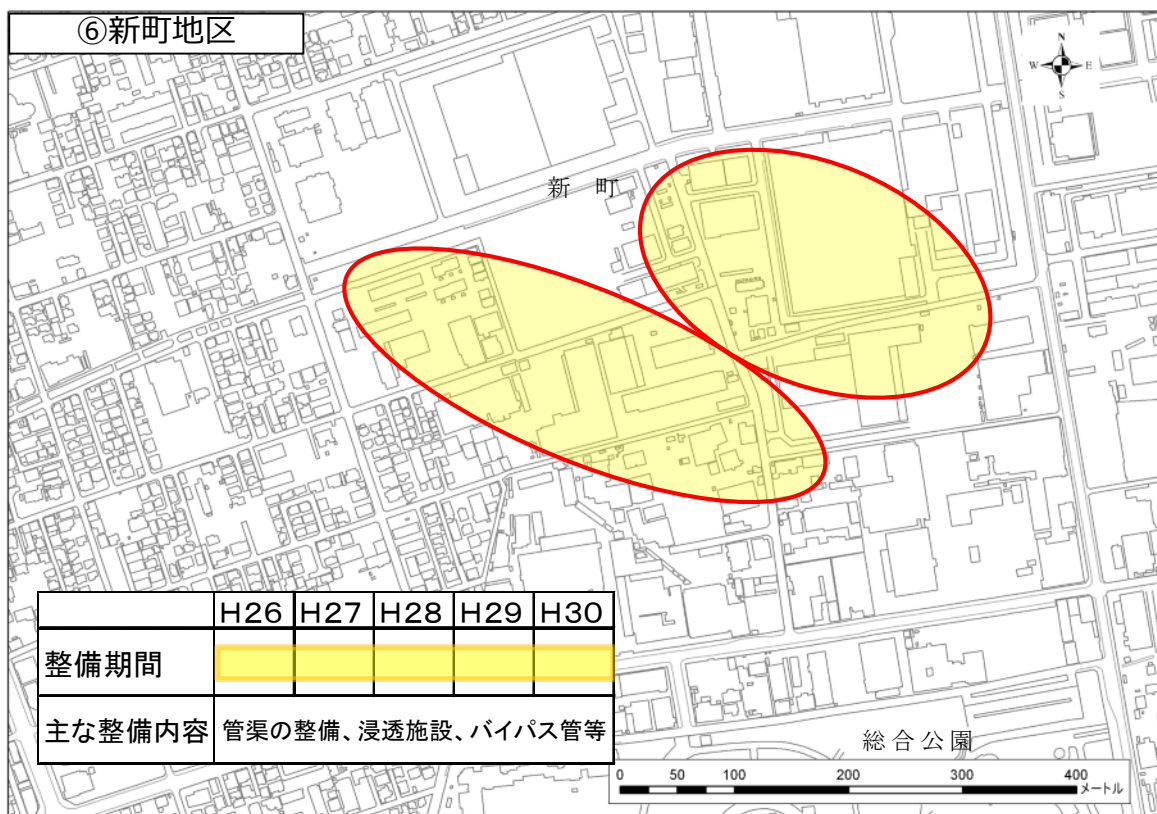 ⑥新町地区
N
W E
S
新 町
H26 H27 H28 H29 H30
整備期間
主な整備内容 管渠の整備、浸透施設、バイパス管等
総合公園
0 50 100 200 300 400
メートル